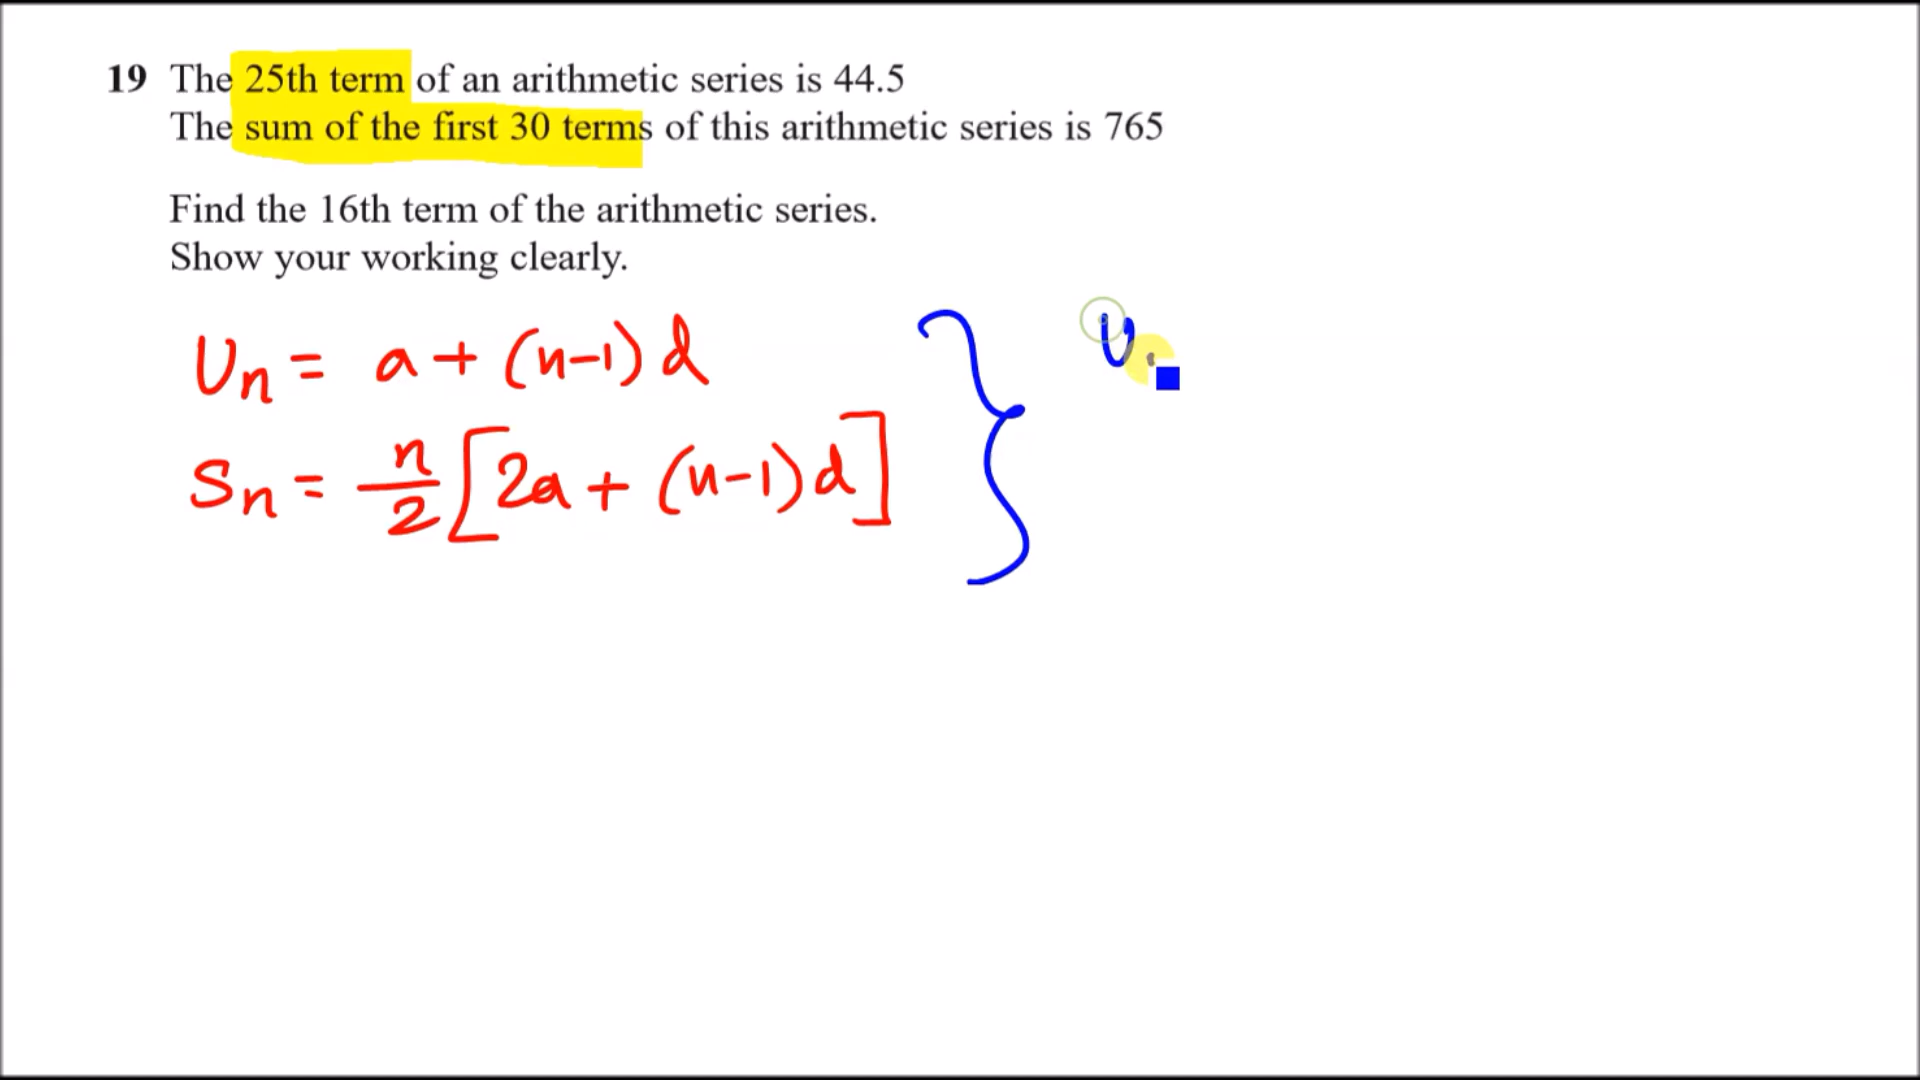 19 The 25th term of an arithmetic series is 44.5
The sum of the first 30 terms of this arithmetic series is 765
Find the 16th term of the arithmetic series.
Show your working clearly.
Un = a + (n-1) d
Sn = n/2 [2a + (n-1) d]
U